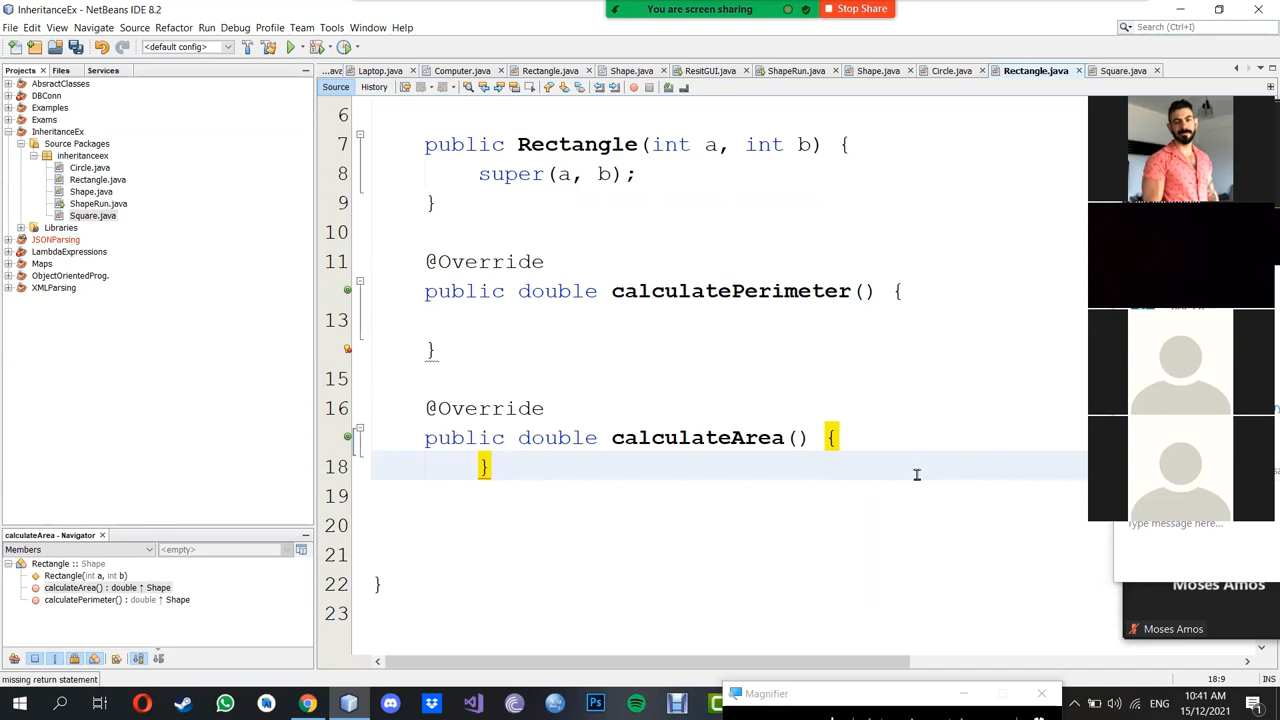 InheritanceEx - NetBeans IDE 8.2
You are screen sharing
Stop Share
File Edit View Navigate Source Refactor Run Debug Profile Team Tools Window Help
Search (Ctrl+I)
<default config>
Projects Files Services
...ava Laptop.java Computer.java Rectangle.java Shape.java ResitGUI.java ShapeRun.java Shape.java Circle.java Rectangle.java Square.java
Source History
AbstractClasses
DBConn
Examples
Exams
InheritanceEx
Source Packages
inheritanceex
Circle.java
Rectangle.java
Shape.java
ShapeRun.java
Square.java
Libraries
JSONParsing
LambdaExpressions
Maps
ObjectOrientedProg.
XMLParsing
6
7 public Rectangle(int a, int b) {
8 super(a, b);
9 }
10
11 @Override
public double calculatePerimeter() {
13
}
15
16 @Override
public double calculateArea() {
18 }
19
20
21
22 }
23
calculateArea - Navigator
Members <empty>
Rectangle :: Shape
Rectangle(int a, int b)
calculateArea() : double ↑ Shape
calculatePerimeter() : double ↑ Shape
missing return statement
Type message here...
Moses Amos
Moses Amos
18:9 INS
Magnifier
ENG
10:41 AM
15/12/2021